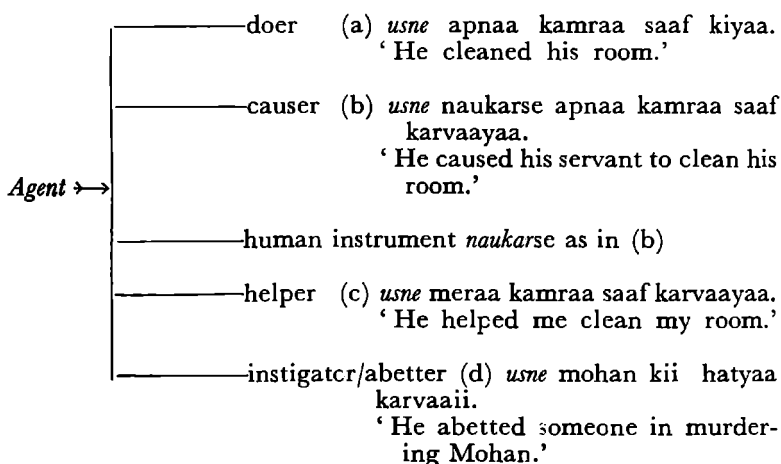 doer (a) usne apnaa kamraa saaf kiyaa.
‘ He cleaned his room.’
causer (b) usne naukarse apnaa kamraa saaf
karvaayaa.
‘ He caused his servant to clean his
room.’
Agent
human instrument naukarse as in (b)
helper (c) usne meraa kamraa saaf karvaayaa.
‘ He helped me clean my room.’
instigatcr/abetter (d) usne mohan kii hatyaa
karvaaii.
‘ He abetted someone in murder-
ing Mohan.’